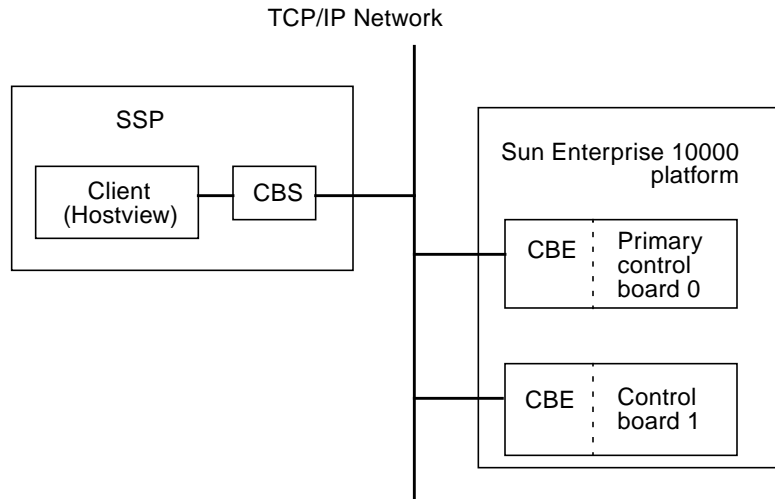 TCP/IP Network
SSP
Client
(Hostview)
CBS
Sun Enterprise 10000
platform
CBE
Primary
control
board 0
CBE
Control
board 1